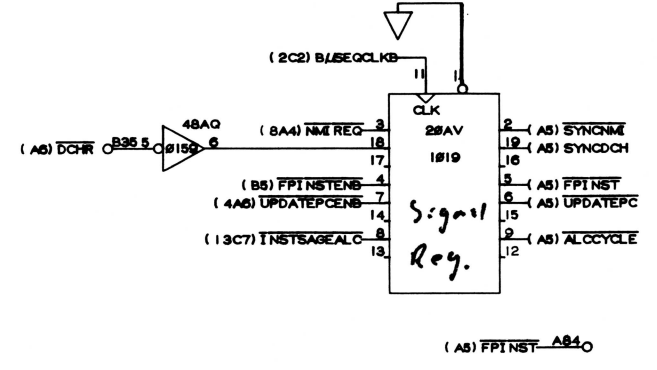 (2C2) BUSEQCLKB
11
1
CLK
48AQ
(A6) DCHR B35 5 Ø159 6
(8A4) NMIREQ 3 20AV 2 (A5) SYNCNMI
18 19 (A5) SYNCDCH
17 1Ø19 16
(B5) FPINSTENB 4 5 (A5) FPINST
(4A6) UPDATEPCENB 7 6 (A5) UPDATEPC
14 Signal 15
(13C7) INSTSAGEALC 8 9 (A5) ALCCYCLE
13 Reg. 12
(A5) FPINST A84